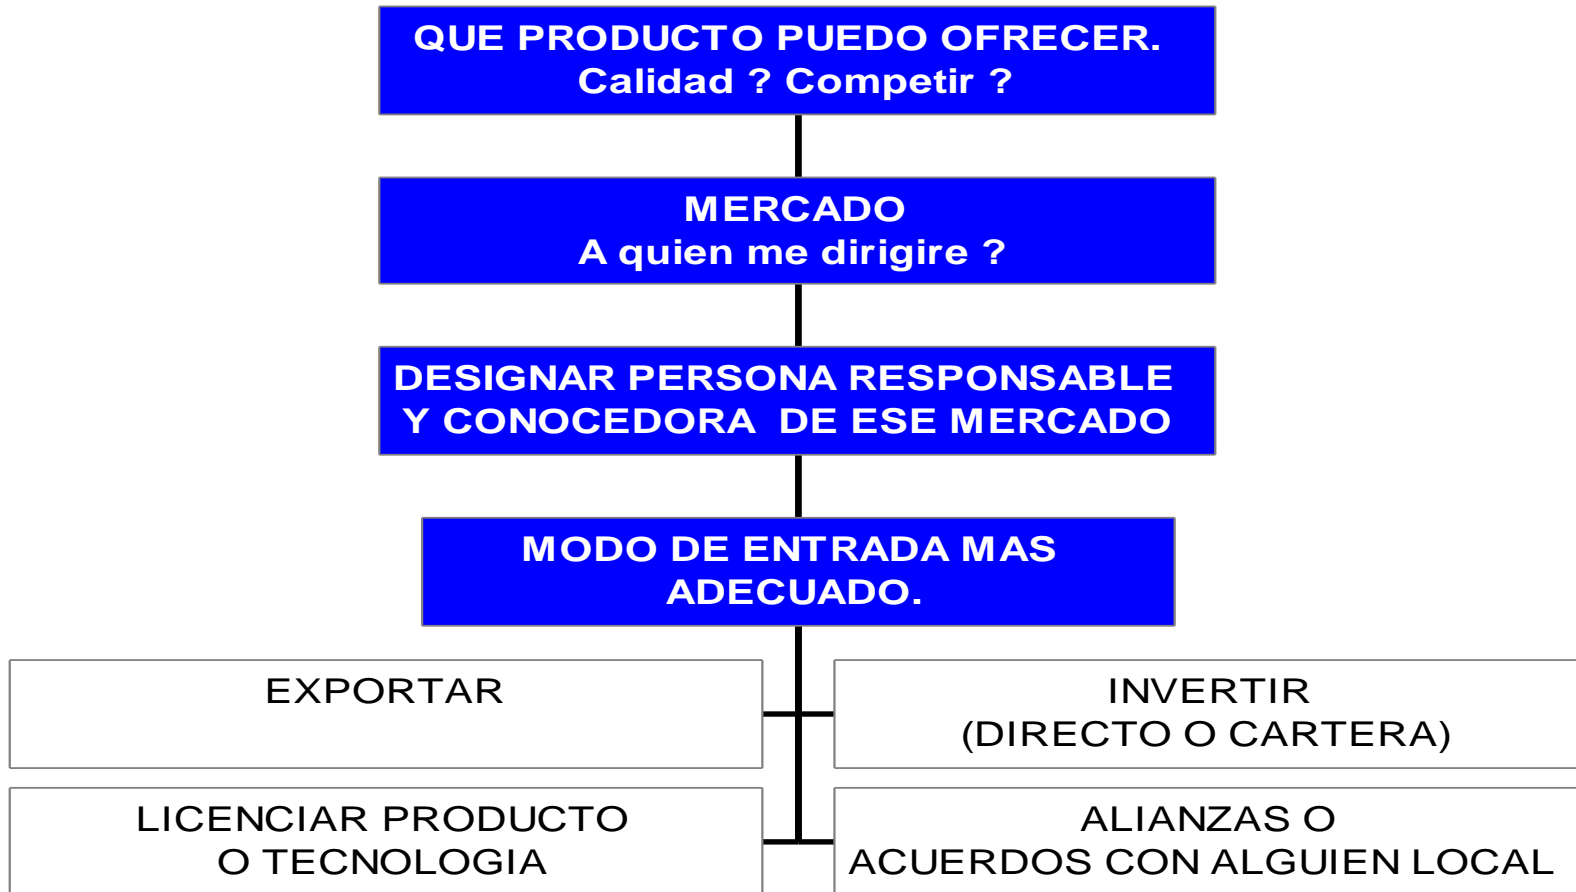 QUE PRODUCTO PUEDO OFRECER.
Calidad ? Competir ?
MERCADO
A quien me dirigire ?
DESIGNAR PERSONA RESPONSABLE
Y CONOCEDORA DE ESE MERCADO
MODO DE ENTRADA MAS
ADECUADO.
EXPORTAR
INVERTIR
(DIRECTO O CARTERA)
LICENCIAR PRODUCTO
O TECNOLOGIA
ALIANZAS O
ACUERDOS CON ALGUIEN LOCAL